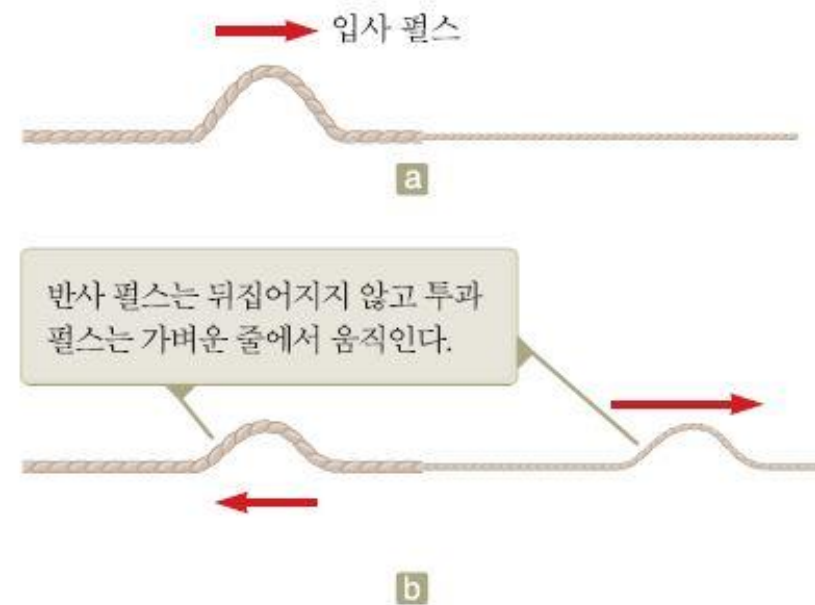 입사 펄스
a
반사 펄스는 뒤집어지지 않고 투과
펄스는 가벼운 줄에서 움직인다.
b